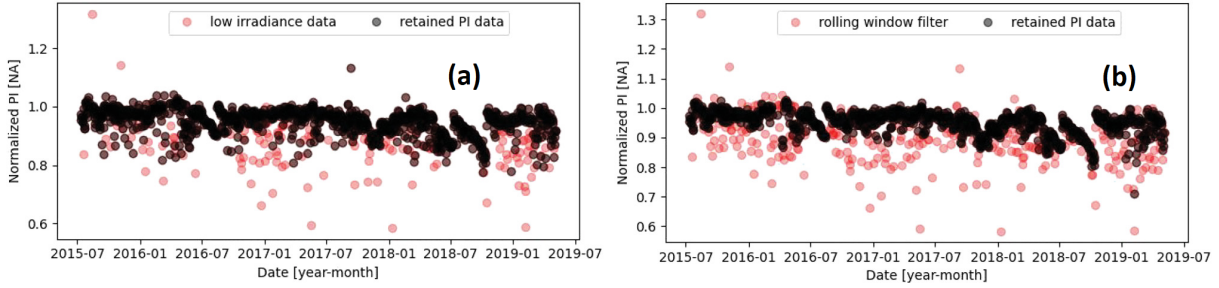 low irradiance data retained PI data
(a)
Normalized PI [NA]
1.2
1.0
0.8
0.6
2015-07 2016-01 2016-07 2017-01 2017-07 2018-01 2018-07 2019-01 2019-07
Date [year-month]
rolling window filter retained PI data
(b)
Normalized PI [NA]
1.3
1.2
1.1
1.0
0.9
0.8
0.7
0.6
2015-07 2016-01 2016-07 2017-01 2017-07 2018-01 2018-07 2019-01 2019-07
Date [year-month]